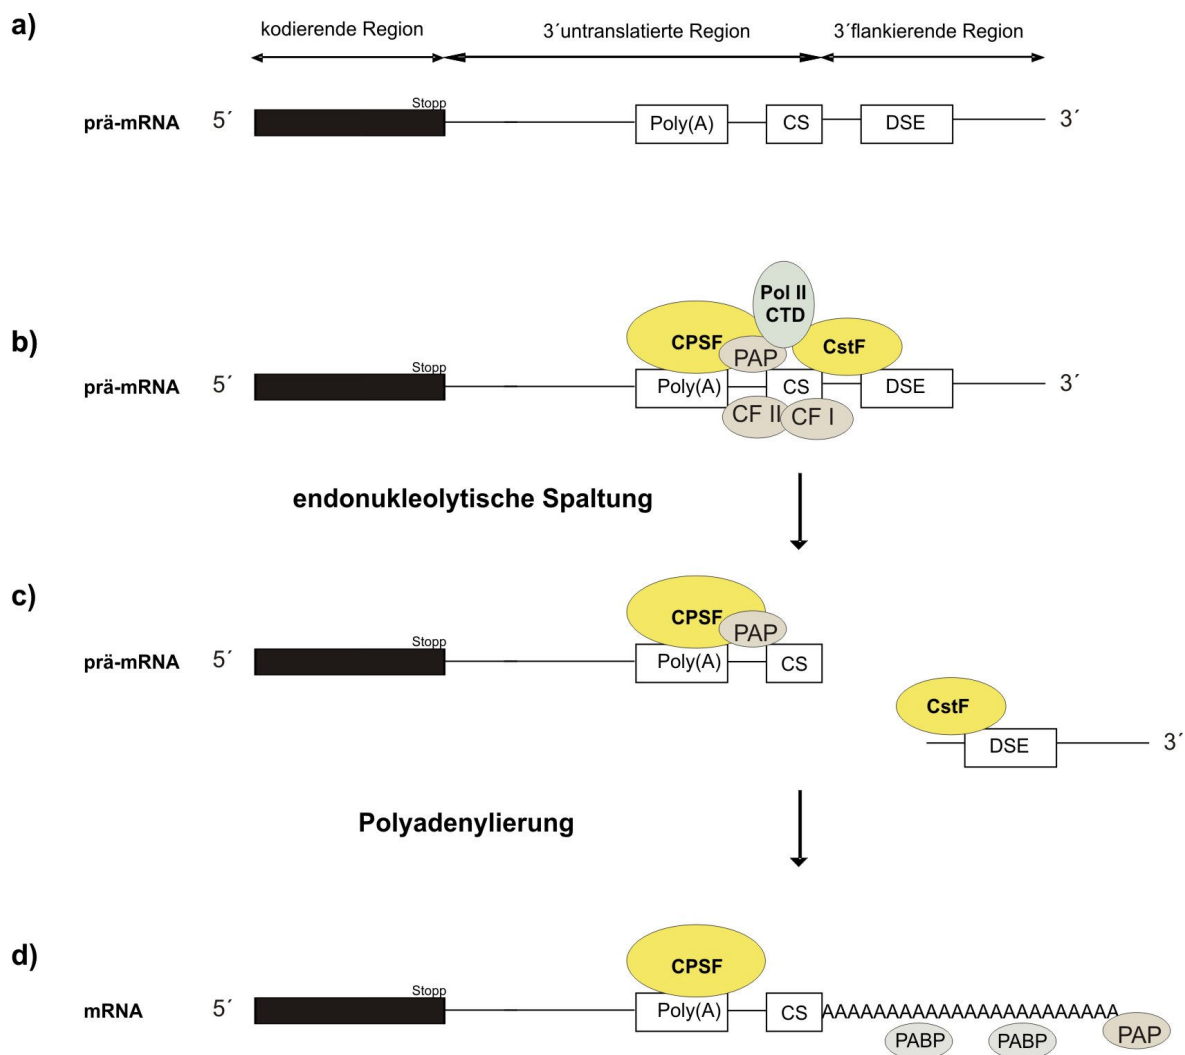 a)
kodierende Region 3´untranslatierte Region 3´flankierende Region
Stopp
prä-mRNA 5´ Poly(A) CS DSE 3´
Pol II
CTD
b)
CPSF PAP CstF
Stopp
prä-mRNA 5´ Poly(A) CS DSE 3´
CF II CF I
endonukleolytische Spaltung
c)
CPSF PAP
Stopp
prä-mRNA 5´ Poly(A) CS
CstF
DSE 3´
Polyadenylierung
d)
CPSF
Stopp
mRNA 5´ Poly(A) CS AAAAAAAAAAAAAAAAAAAAAA
PABP PABP PAP